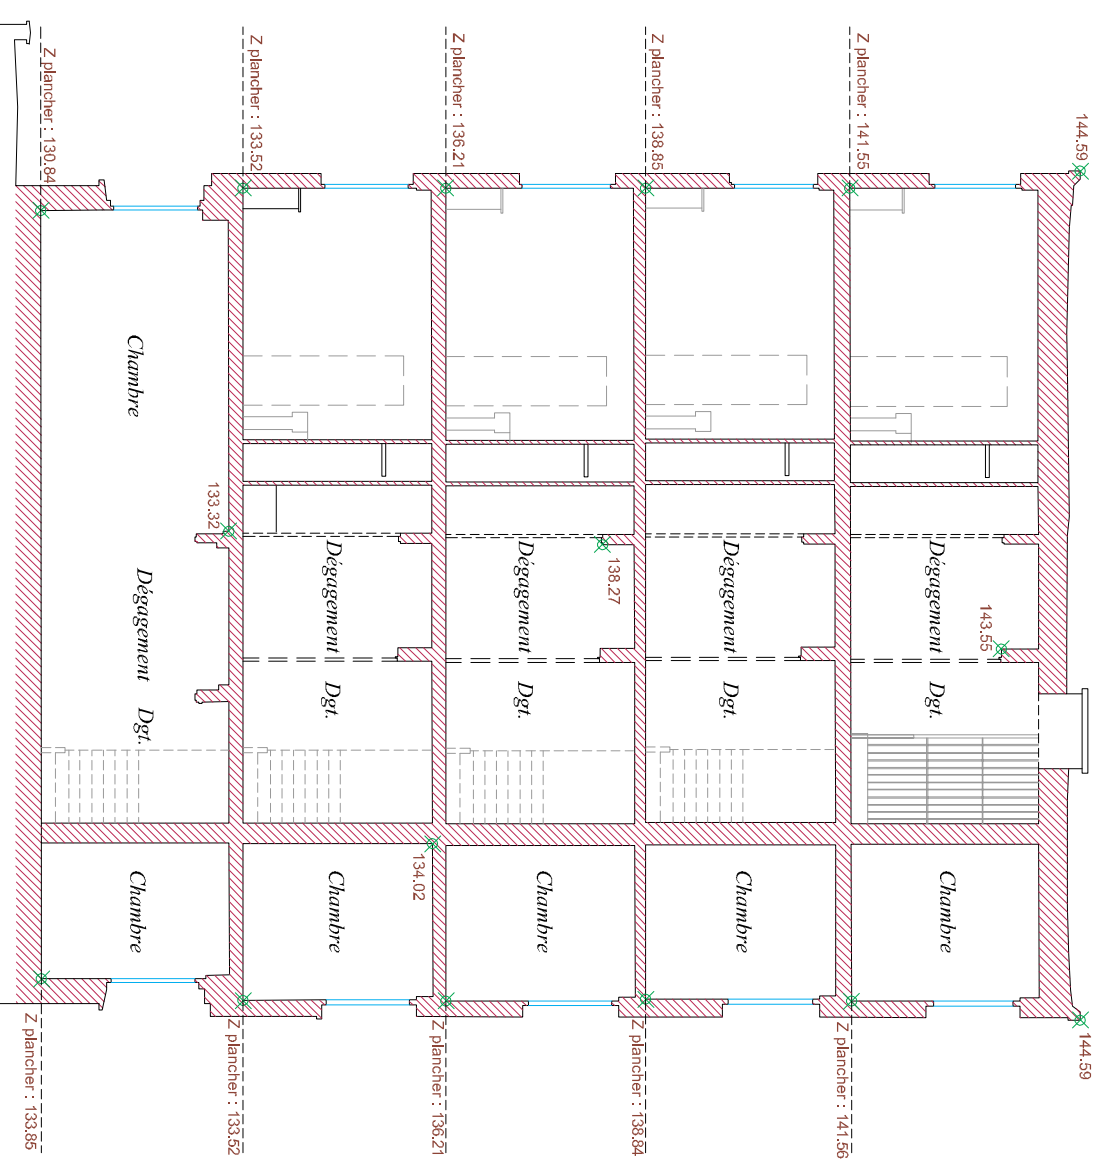 144.59
Z plancher : 141.55
Z plancher : 138.85
Z plancher : 136.21
Z plancher : 133.52
Z plancher : 130.84
143.55
Dégagement
Dgt.
Chambre
Dégagement
Dgt.
Chambre
138.27
Dégagement
Dgt.
Chambre
134.02
Dégagement
Dgt.
Chambre
133.32
Chambre
Dégagement
Dgt.
Chambre
144.59
Z plancher : 141.56
Z plancher : 138.84
Z plancher : 136.21
Z plancher : 133.52
Z plancher : 133.85